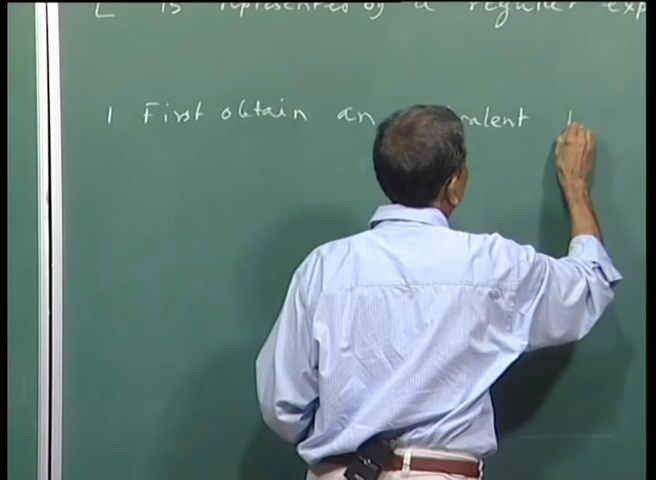 L is represented by a regular exp
1 First obtain an equivalent